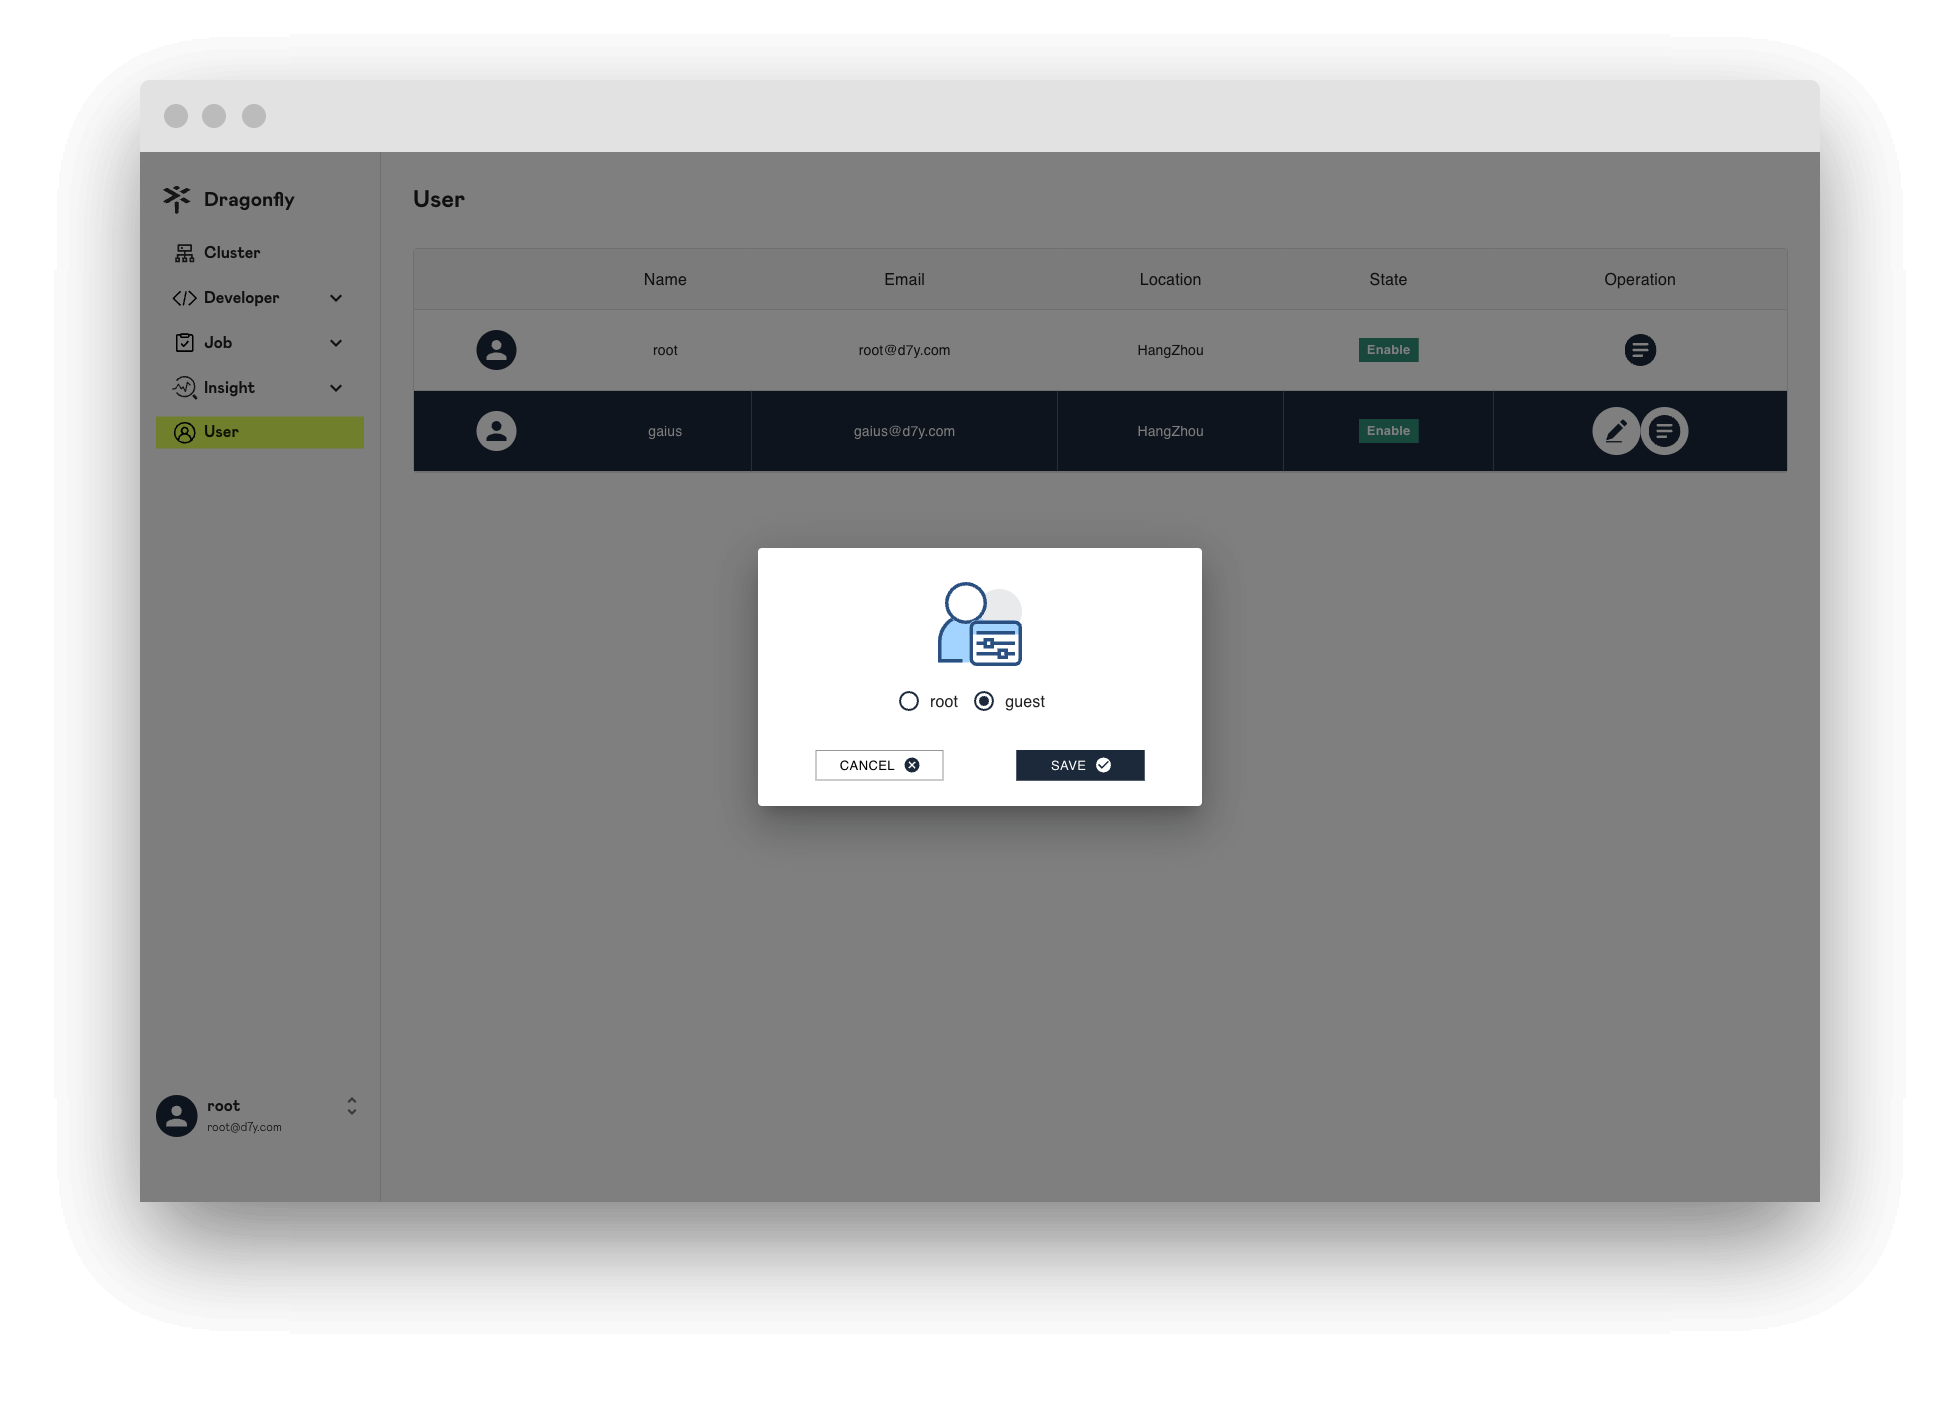 Dragonfly
Cluster
Developer
Job
Insight
User
root
root@d7y.com
User
Name Email Location State Operation
root root@d7y.com HangZhou Enable
gaius gaius@d7y.com HangZhou Enable
root guest
CANCEL SAVE